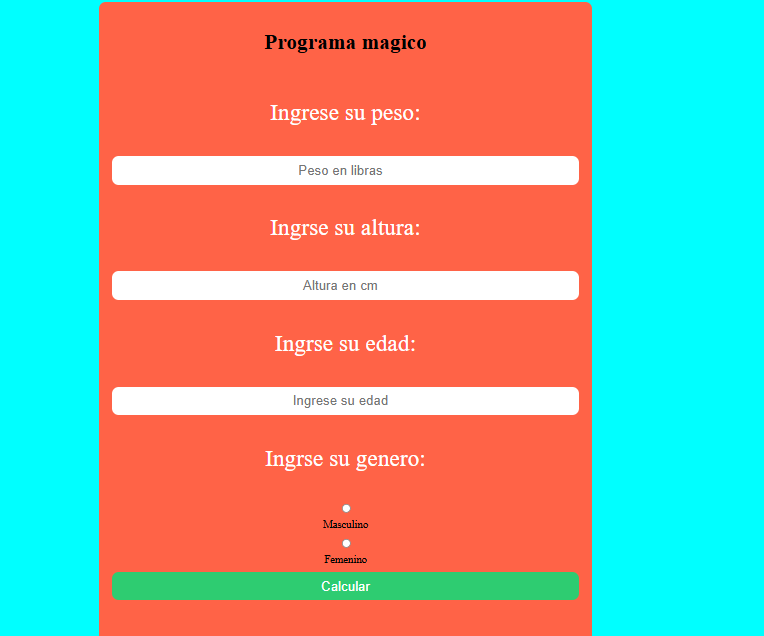 Programa magico
Ingrese su peso:
Peso en libras
Ingrse su altura:
Altura en cm
Ingrse su edad:
Ingrese su edad
Ingrse su genero:
Masculino
Femenino
Calcular